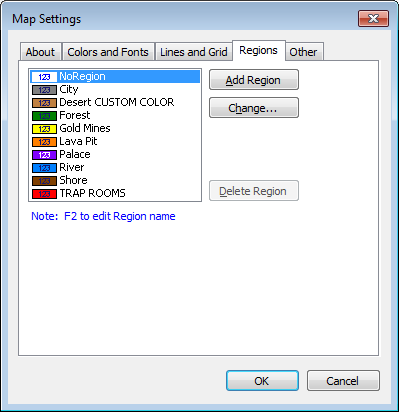 Map Settings
About Colors and Fonts Lines and Grid Regions Other
123 NoRegion
123 City
123 Desert CUSTOM COLOR
123 Forest
123 Gold Mines
123 Lava Pit
123 Palace
123 River
123 Shore
123 TRAP ROOMS
Add Region
Change...
Delete Region
Note: F2 to edit Region name
OK Cancel